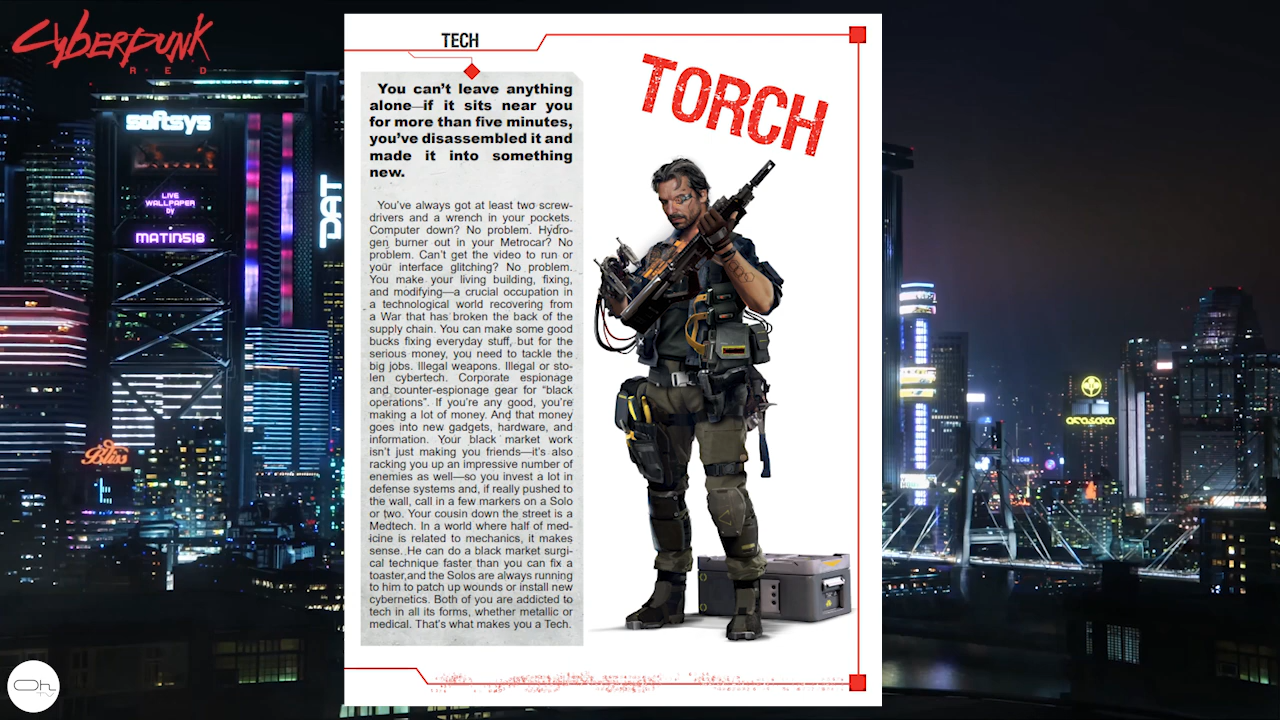 CYBERPUNK
RED
softsys
LIVE
WALLPAPER
BY
MATIN518
DAT
Bliss
TECH
You can't leave anything
alone—if it sits near you
for more than five minutes,
you've disassembled it and
made it into something
new.
You've always got at least two screw-
drivers and a wrench in your pockets.
Computer down? No problem. Hydro-
gen burner out in your Metrocar? No
problem. Can't get the video to run or
your interface glitching? No problem.
You make your living building, fixing,
and modifying—a crucial occupation in
a technological world recovering from
a War that has broken the back of the
supply chain. You can make some good
bucks fixing everyday stuff, but for the
serious money, you need to tackle the
big jobs. Illegal weapons. Illegal or sto-
len cybertech. Corporate espionage
and counter-espionage gear for "black
operations". If you're any good, you're
making a lot of money. And that money
goes into new gadgets, hardware, and
information. Your black market work
isn't just making you friends—it's also
racking you up an impressive number of
enemies as well—so you invest a lot in
defense systems and, if really pushed to
the wall, call in a few markers on a Solo
or two. Your cousin down the street is a
Medtech. In a world where half of med-
icine is related to mechanics, it makes
sense. He can do a black market surgi-
cal technique faster than you can fix a
toaster,and the Solos are always running
to him to patch up wounds or install new
cybernetics. Both of you are addicted to
tech in all its forms, whether metallic or
medical. That's what makes you a Tech.
TORCH
arasaka
Oh
TV